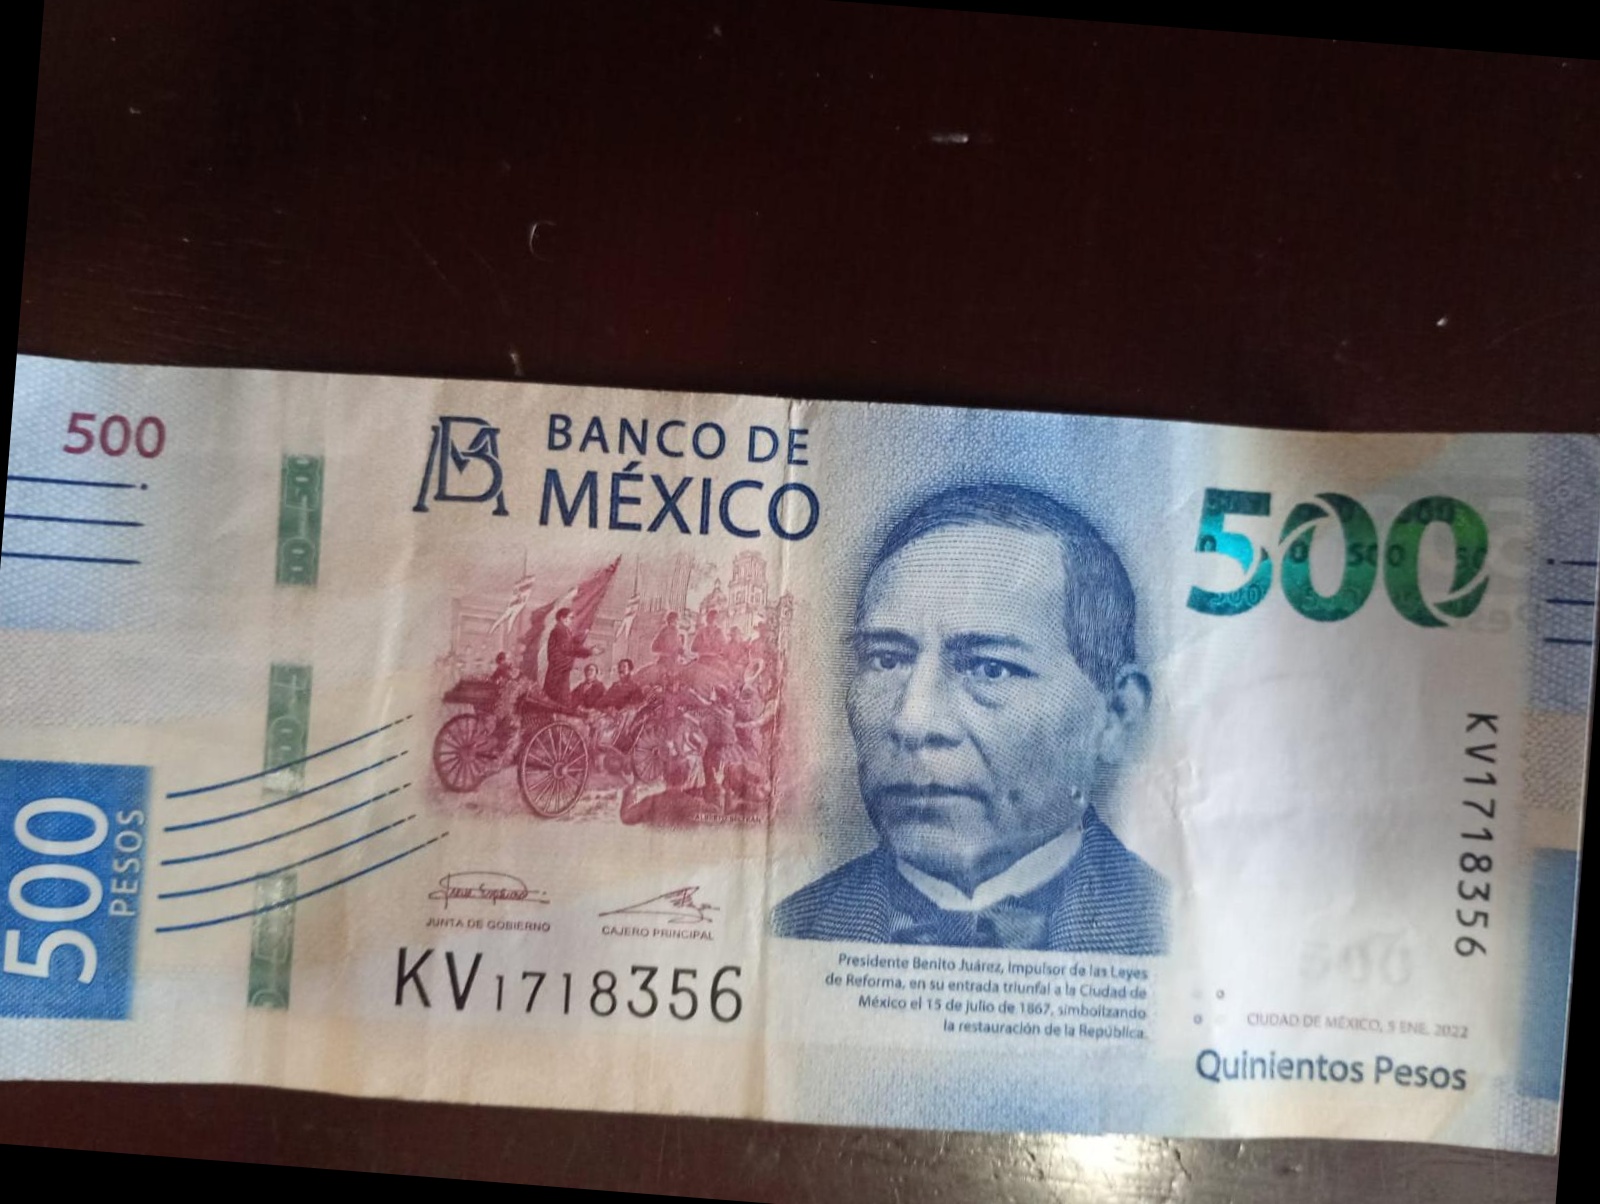 500
BM
BANCO DE
MÉXICO
500
KV1718356
500
PESOS
JUNTA DE GOBIERNO
CAJERO PRINCIPAL
KV1718356
Presidente Benito Juárez, impulsor de las Leyes
de Reforma, en su entrada triunfal a la Ciudad de
México el 15 de julio de 1867, simbolizando
la restauración de la República.
CIUDAD DE MÉXICO, 5 ENE. 2022
Quinientos Pesos